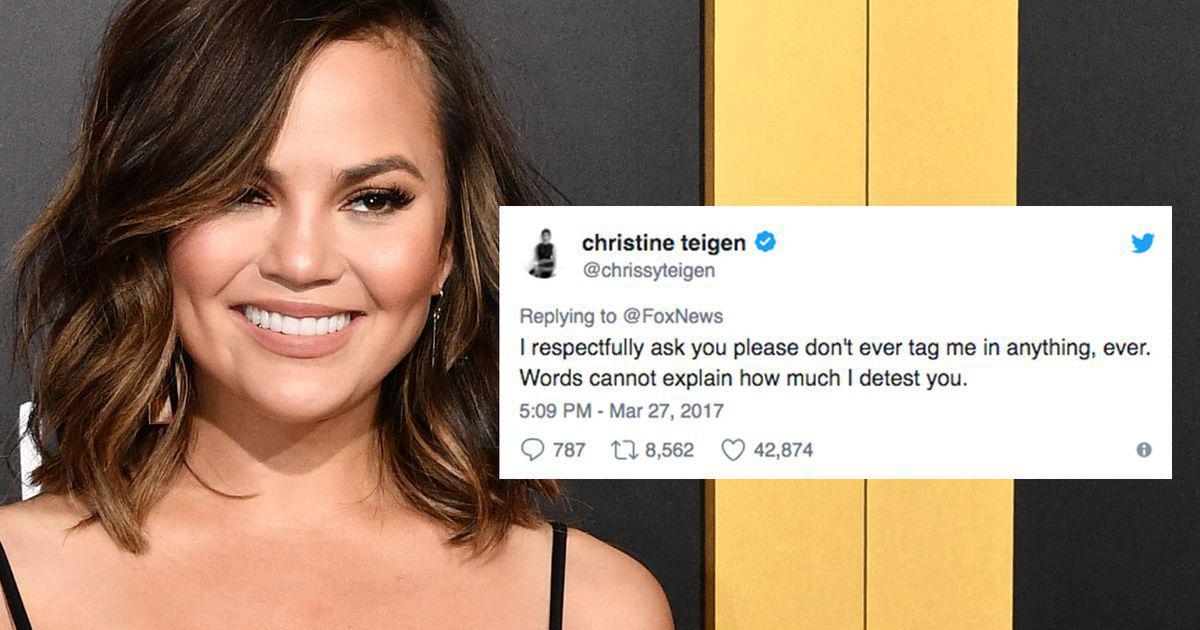 christine teigen
@chrissyteigen
Replying to @FoxNews
I respectfully ask you please don't ever tag me in anything, ever.
Words cannot explain how much I detest you.
5:09 PM - Mar 27, 2017
787 8,562 42,874